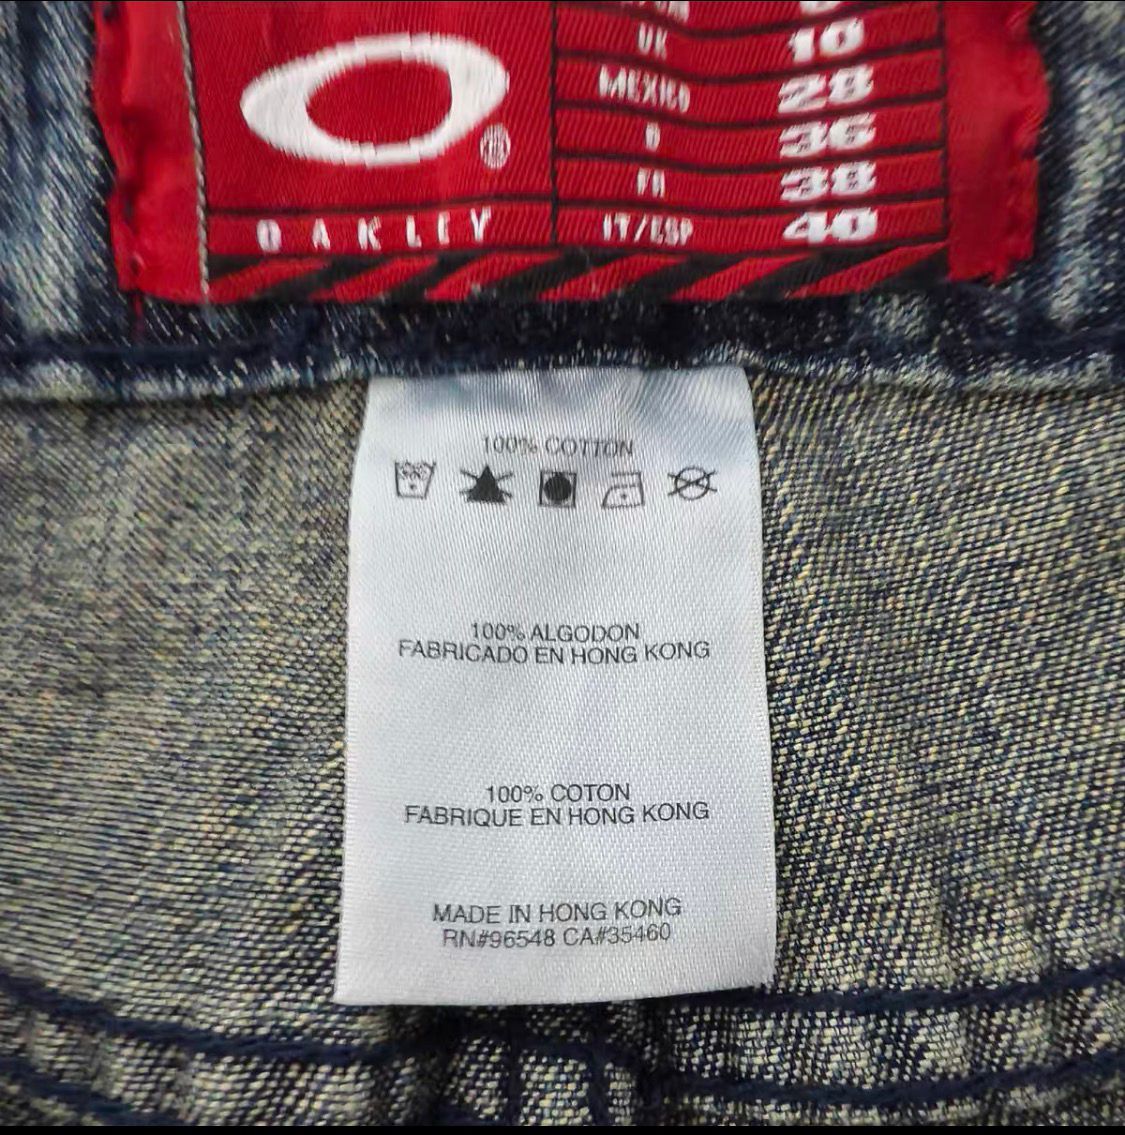 UK 10
MEXICO 28
D 36
FR 38
IT/ESP 40
OAKLEY
100% COTTON
100% ALGODON
FABRICADO EN HONG KONG
100% COTON
FABRIQUE EN HONG KONG
MADE IN HONG KONG
RN#96548 CA#35460